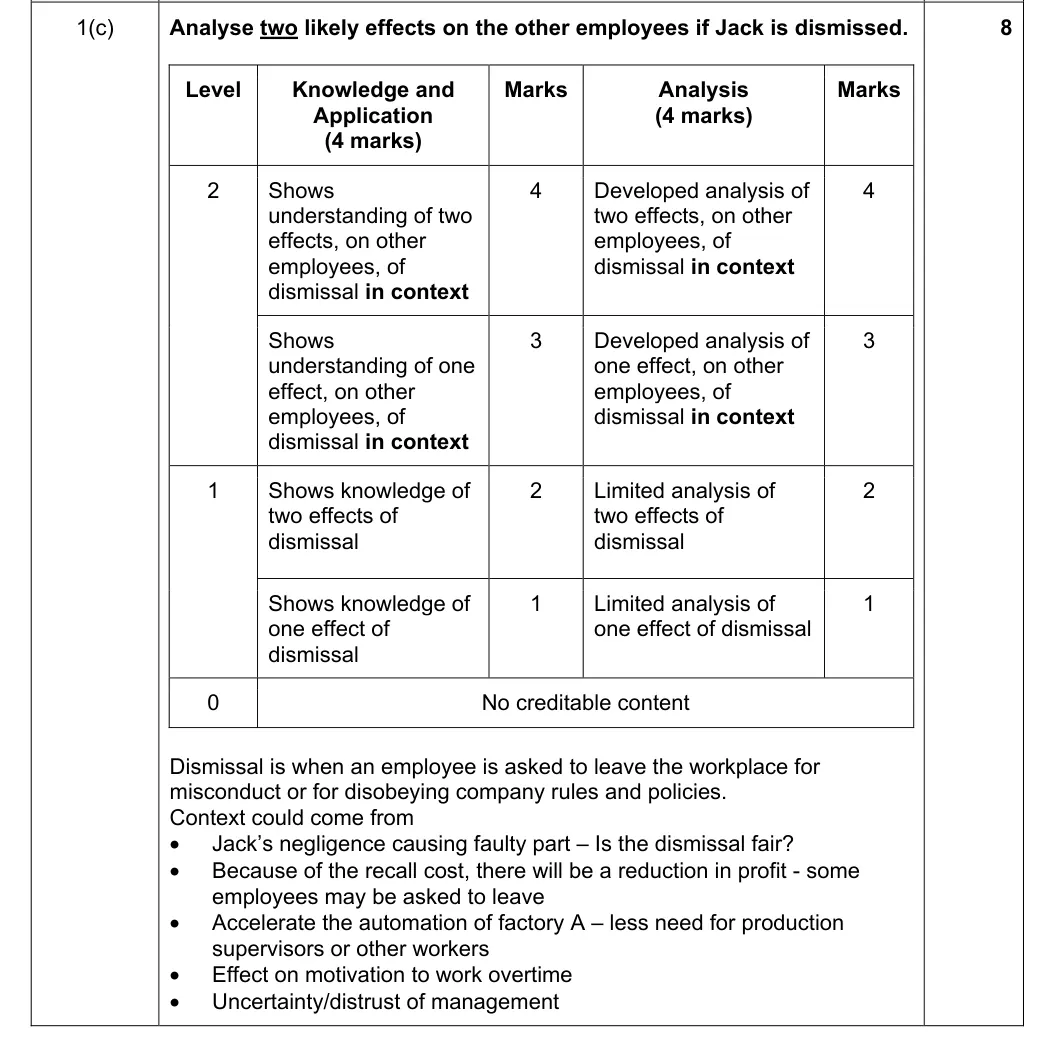 1(c)
Analyse two likely effects on the other employees if Jack is dismissed.
8
Level
Knowledge and
Application
(4 marks)
Marks
Analysis
(4 marks)
Marks
2
Shows
understanding of two
effects, on other
employees, of
dismissal in context
4
Developed analysis of
two effects, on other
employees, of
dismissal in context
4
Shows
understanding of one
effect, on other
employees, of
dismissal in context
3
Developed analysis of
one effect, on other
employees, of
dismissal in context
3
1
Shows knowledge of
two effects of
dismissal
2
Limited analysis of
two effects of
dismissal
2
Shows knowledge of
one effect of
dismissal
1
Limited analysis of
one effect of dismissal
1
0
No creditable content
Dismissal is when an employee is asked to leave the workplace for
misconduct or for disobeying company rules and policies.
Context could come from
• Jack’s negligence causing faulty part – Is the dismissal fair?
• Because of the recall cost, there will be a reduction in profit - some
employees may be asked to leave
• Accelerate the automation of factory A – less need for production
supervisors or other workers
• Effect on motivation to work overtime
• Uncertainty/distrust of management